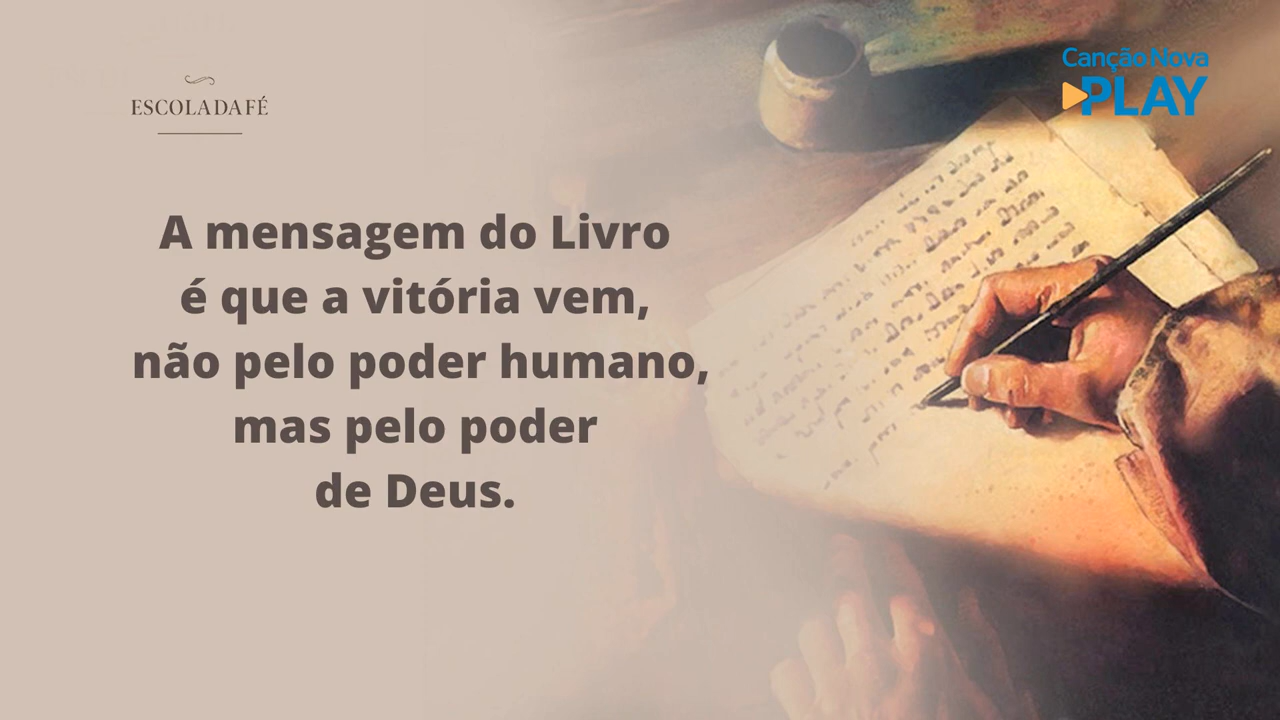 ESCOLADAFÉ
Canção Nova
PLAY
A mensagem do Livro
é que a vitória vem,
não pelo poder humano,
mas pelo poder
de Deus.